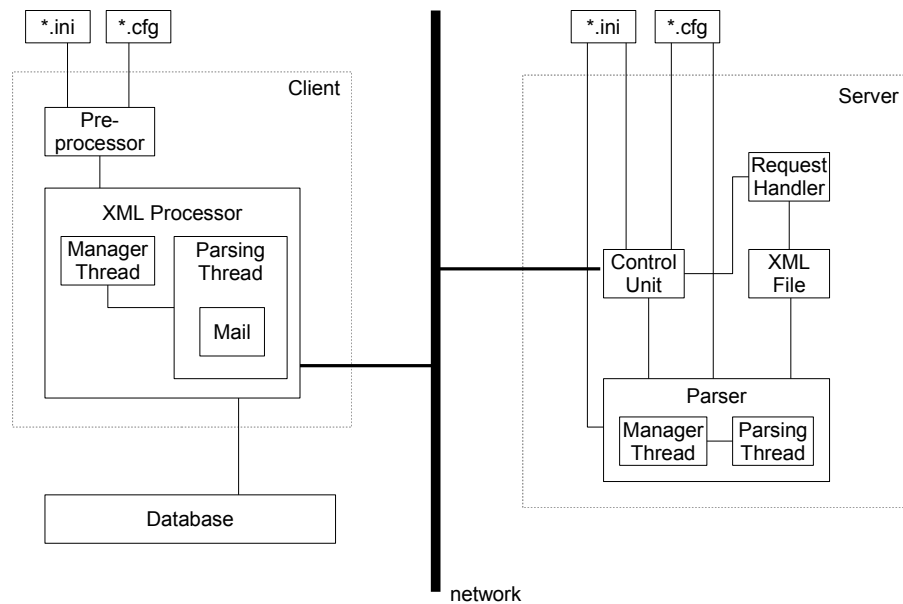 *.ini
*.cfg
Client
Pre-
processor
XML Processor
Manager
Thread
Parsing
Thread
Mail
Database
network
*.ini
*.cfg
Server
Request
Handler
Control
Unit
XML
File
Parser
Manager
Thread
Parsing
Thread